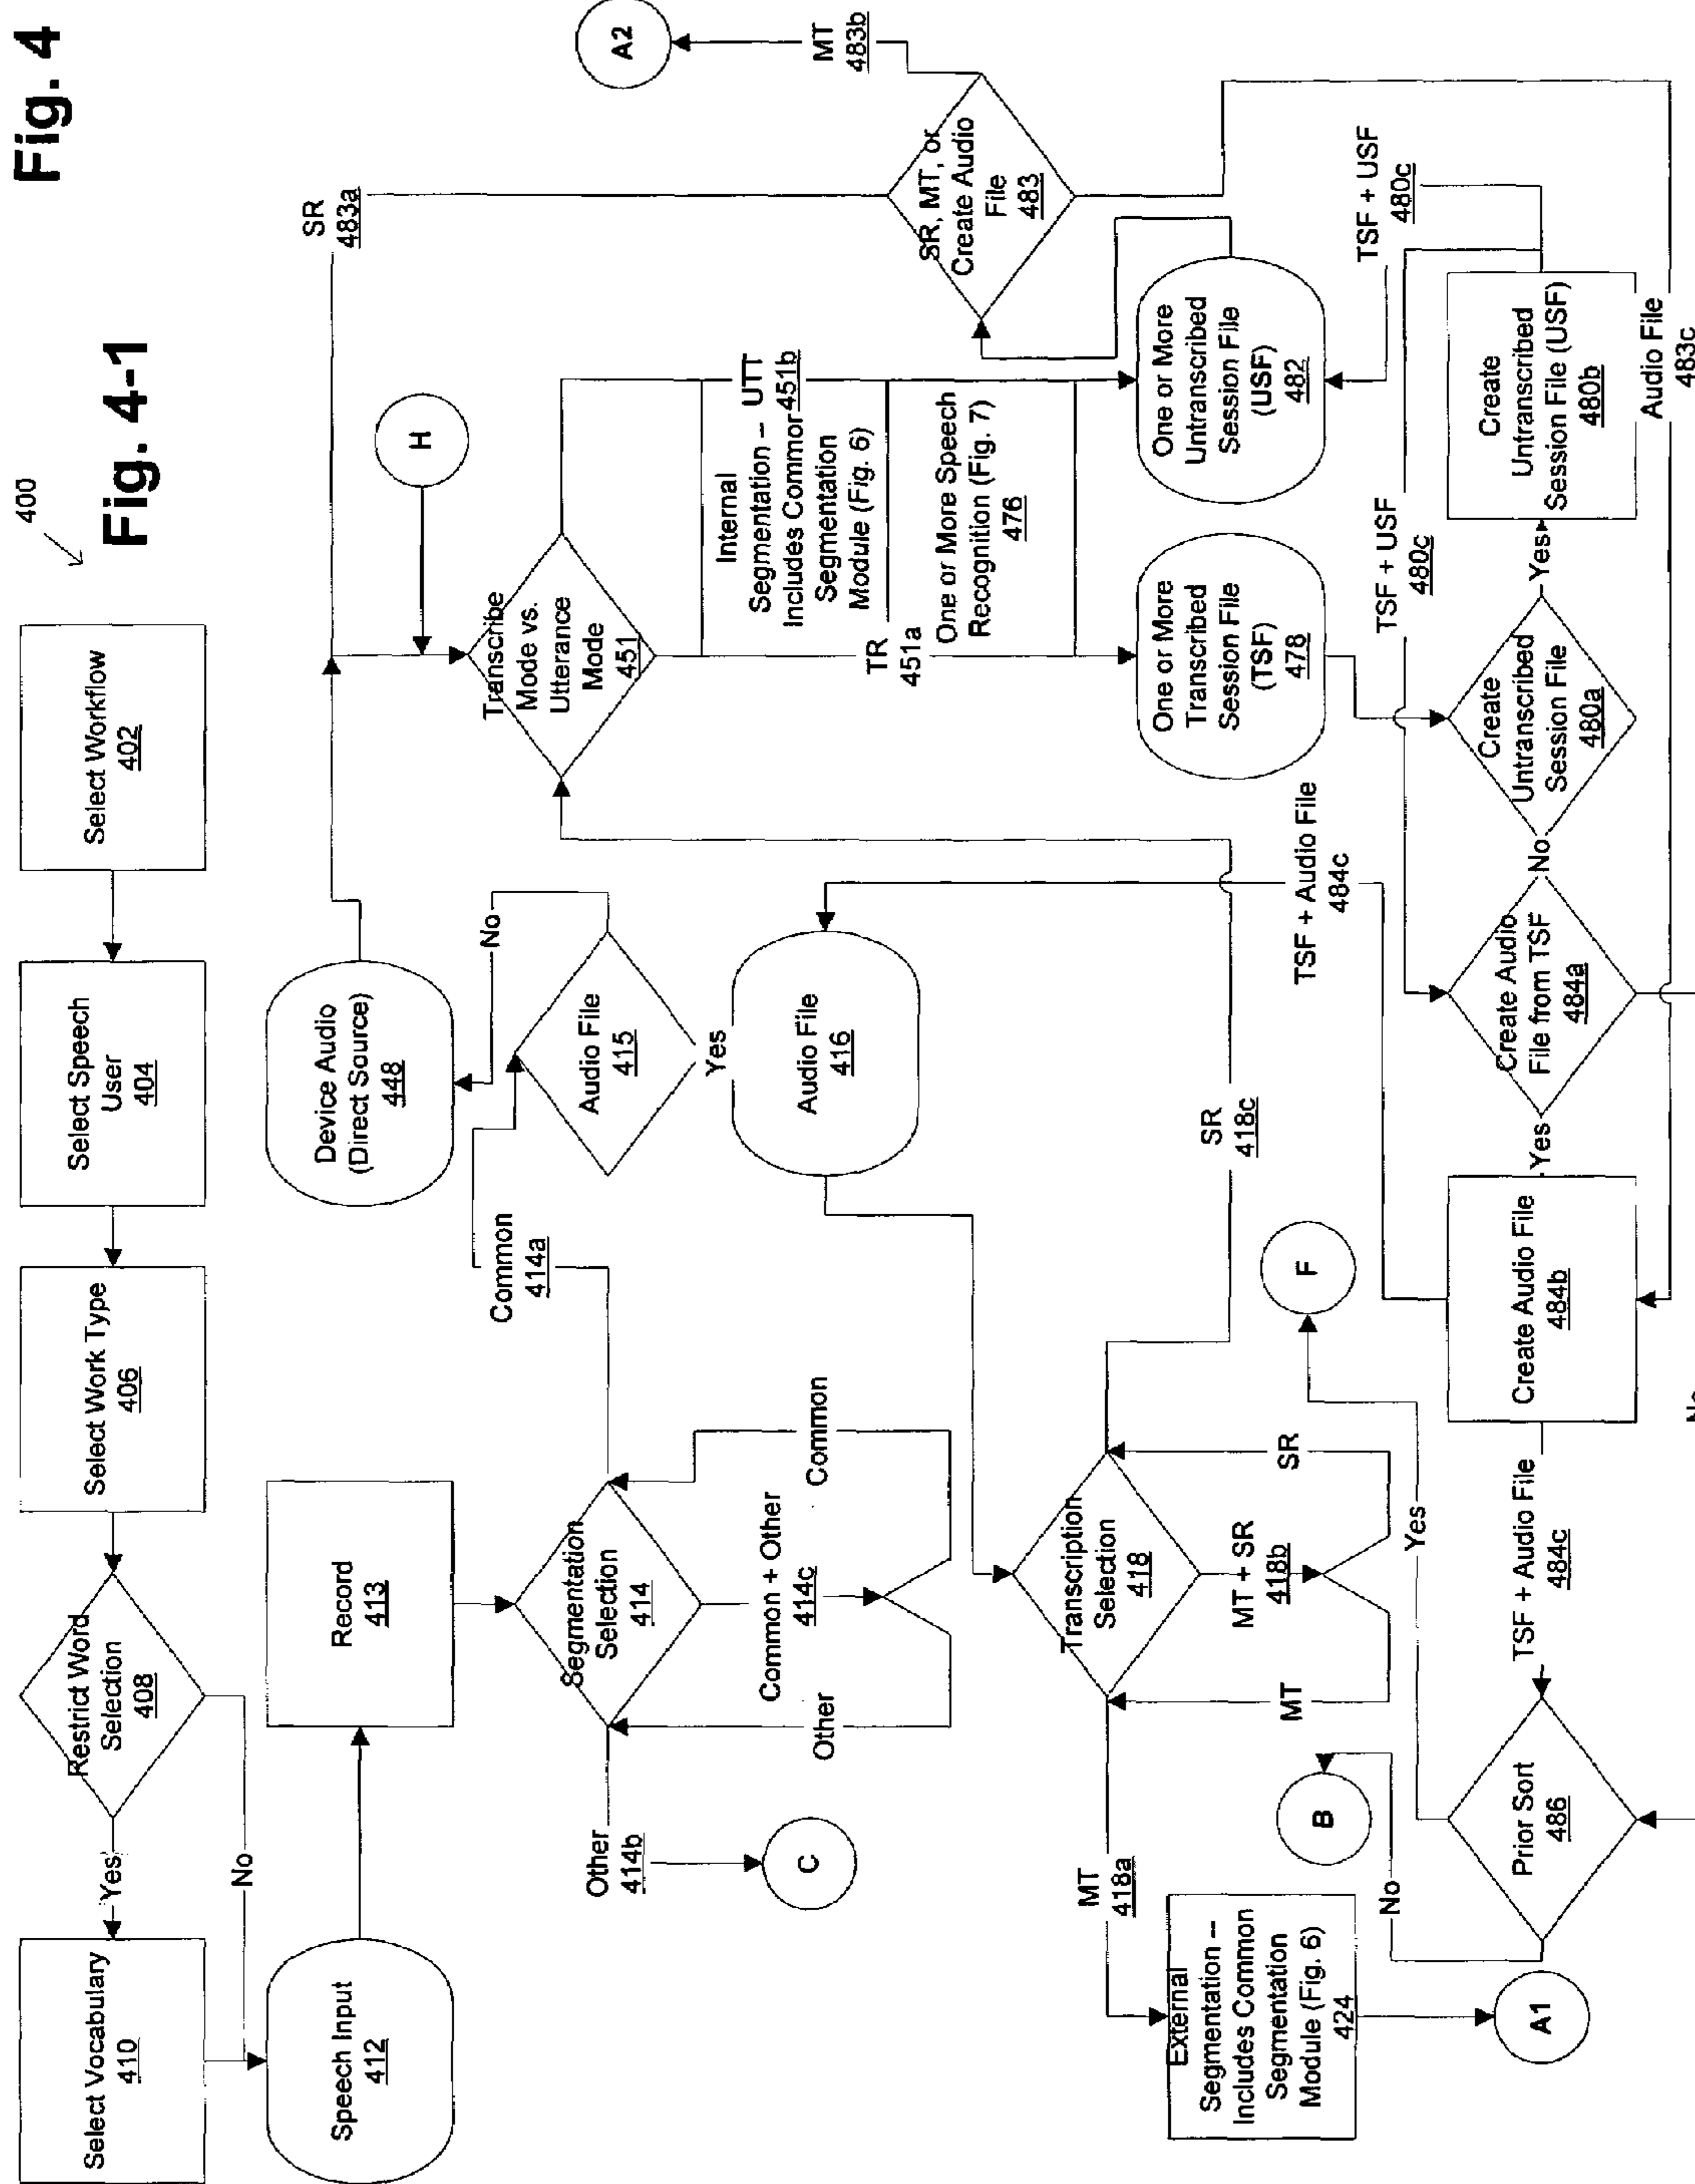 Fig. 4
Fig. 4-1
400
Select Workflow
402
Select Speech
User
404
Select Work Type
406
Restrict Word
Selection
408
Yes
No
Select Vocabulary
410
Speech Input
412
Record
413
Segmentation
Selection
414
Common
414a
Other
414b
Common + Other
414c
Common
Other
C
Device Audio
(Direct Source)
448
No
Audio File
415
Yes
Audio File
416
SR
483a
H
Transcribe
Mode vs.
Utterance
Mode
451
Internal
Segmentation –
Includes Common
Segmentation
Module (Fig. 6)
UTT
451b
TR
451a
One or More Speech
Recognition (Fig. 7)
476
One or More
Transcribed
Session File
(TSF)
478
One or More
Untranscribed
Session File
(USF)
482
SR, MT, or
Create Audio
File
483
MT
483b
A2
Transcription
Selection
418
SR
418c
MT + SR
418b
SR
MT
MT
418a
External
Segmentation --
Includes Common
Segmentation
Module (Fig. 6)
424
A1
B
F
TSF + USF
480c
TSF + USF
480c
Create
Untranscribed
Session File (USF)
480b
Yes
Create
Untranscribed
Session File
480a
No
Create Audio
File from TSF
484a
Yes
Create Audio File
484b
TSF + Audio File
484c
TSF + Audio File
484c
Audio File
483c
Prior Sort
486
Yes
No
No